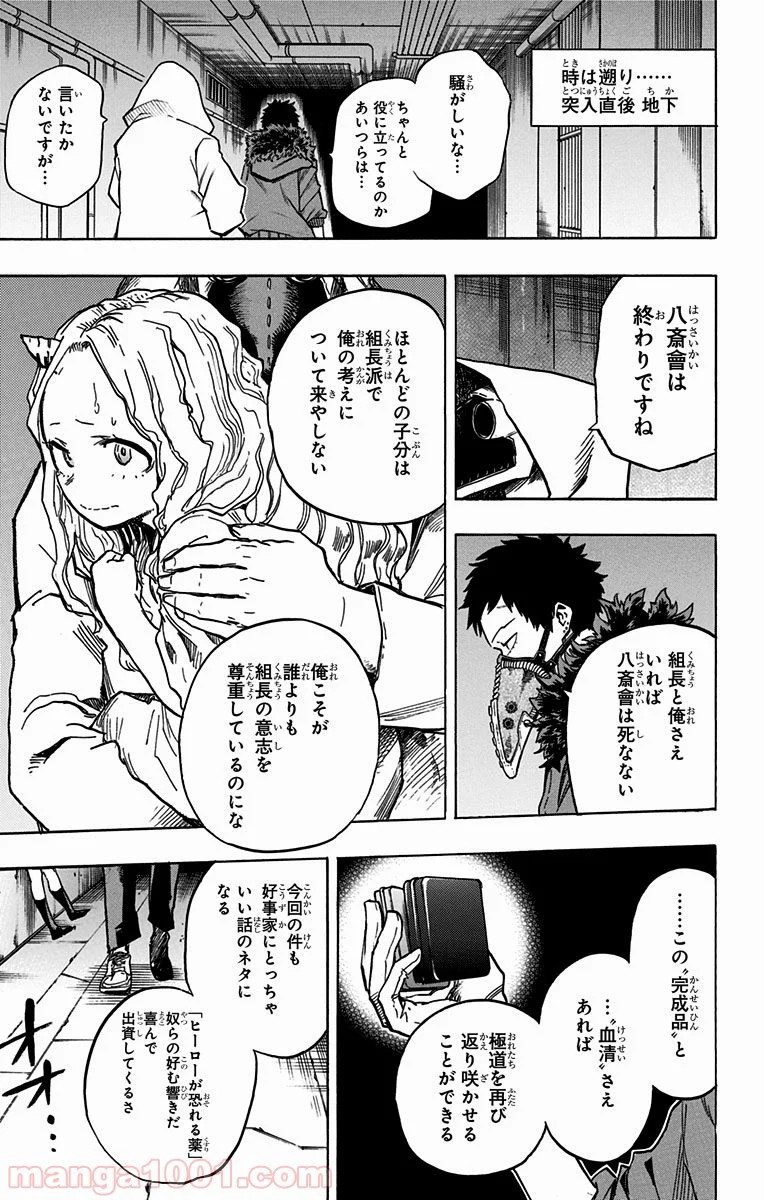 時は遡り……
突入直後 地下
騒がしいな…
ちゃんと
役に立ってるのか
あいつらは…
言いたか
ないですが…
八斎會は
終わりですね
ほとんどの子分は
組長派で
俺の考えに
ついて来やしない
組長と俺さえ
いれば
八斎會は死なない
俺こそが
誰よりも
組長の意志を
尊重しているのにな
……この〝完成品〟と
…〝血清〟さえ
あれば
極道を再び
返り咲かせる
ことができる
今回の件も
好事家にとっちゃ
いい話のネタに
なる
「ヒーローが恐れる薬」
奴らの好む響きだ
喜んで
出資してくるさ
manga1001.com